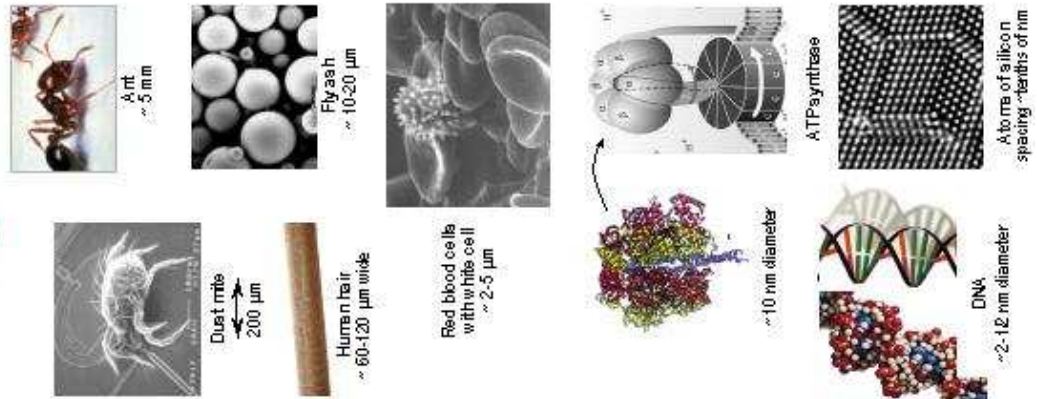 Ant
~ 5 mm
Dust mite
200 µm
Fly ash
~ 10-20 µm
Human hair
~ 60-120 µm wide
Red blood cells
with white cell
~ 2-5 µm
~10 nm diameter
ATP synthase
DNA
~2-1/2 nm diameter
Atoms of silicon
spacing ~tenths of nm